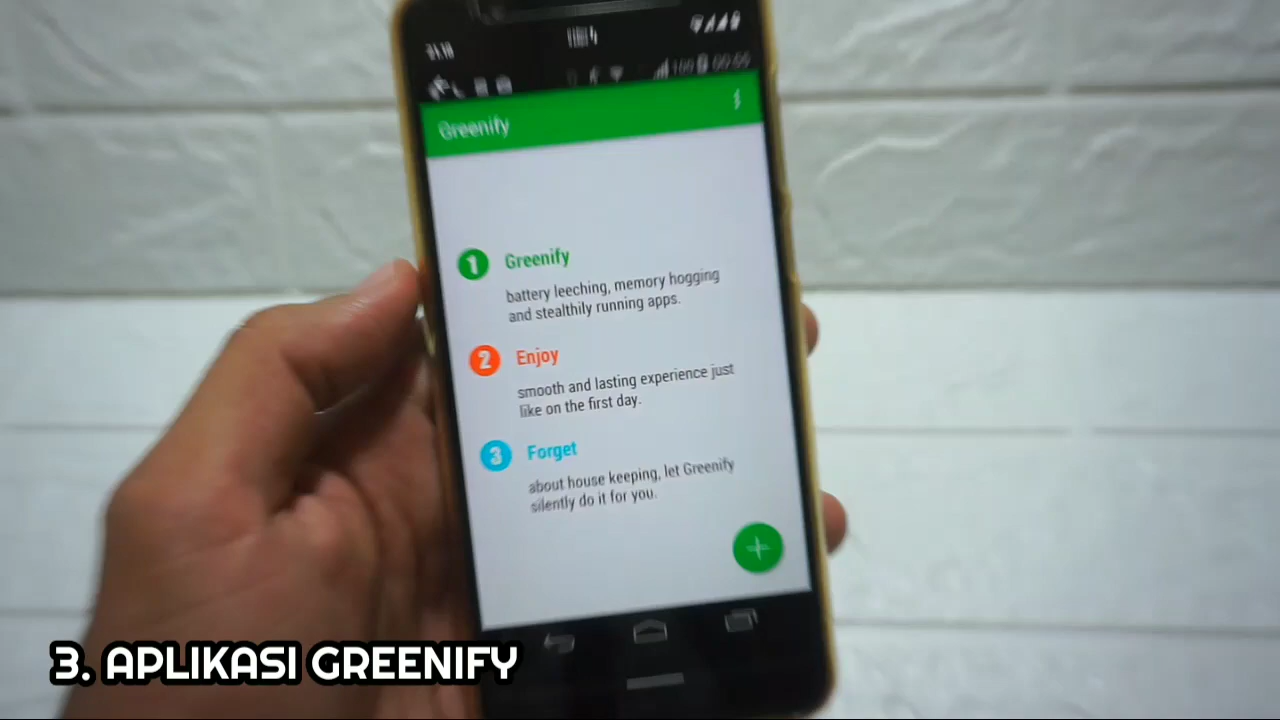 Greenify
1 Greenify
battery leeching, memory hogging
and stealthily running apps.
2 Enjoy
smooth and lasting experience just
like on the first day.
3 Forget
about house keeping, let Greenify
silently do it for you.
3. APLIKASI GREENIFY